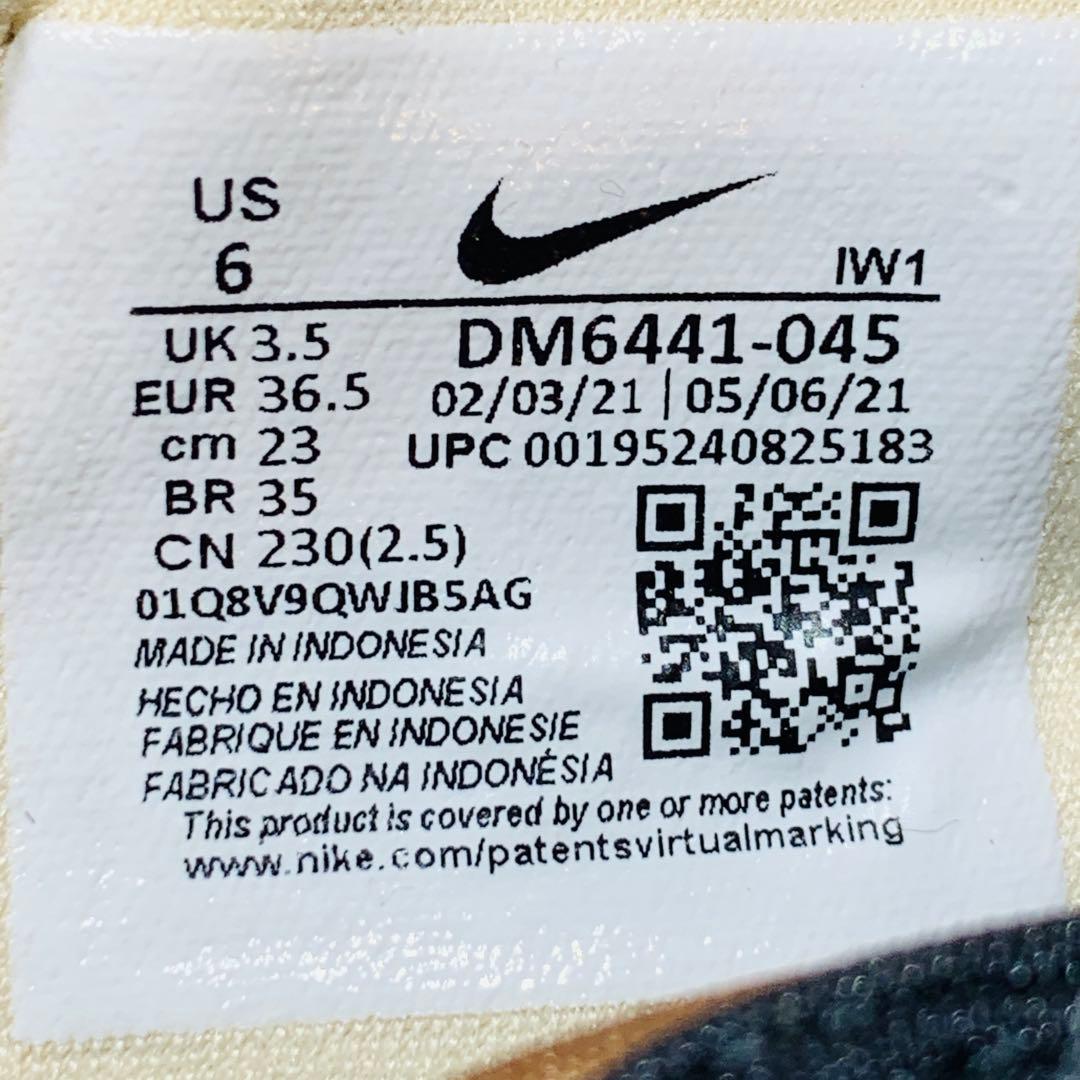 US
6
IW1
UK 3.5
DM6441-045
EUR 36.5
02/03/21 | 05/06/21
cm 23
UPC 00195240825183
BR 35
CN 230(2.5)
01Q8V9QWJB5AG
MADE IN INDONESIA
HECHO EN INDONESIA
FABRIQUE EN INDONESIE
FABRICADO NA INDONÉSIA
This product is covered by one or more patents:
www.nike.com/patentsvirtualmarking